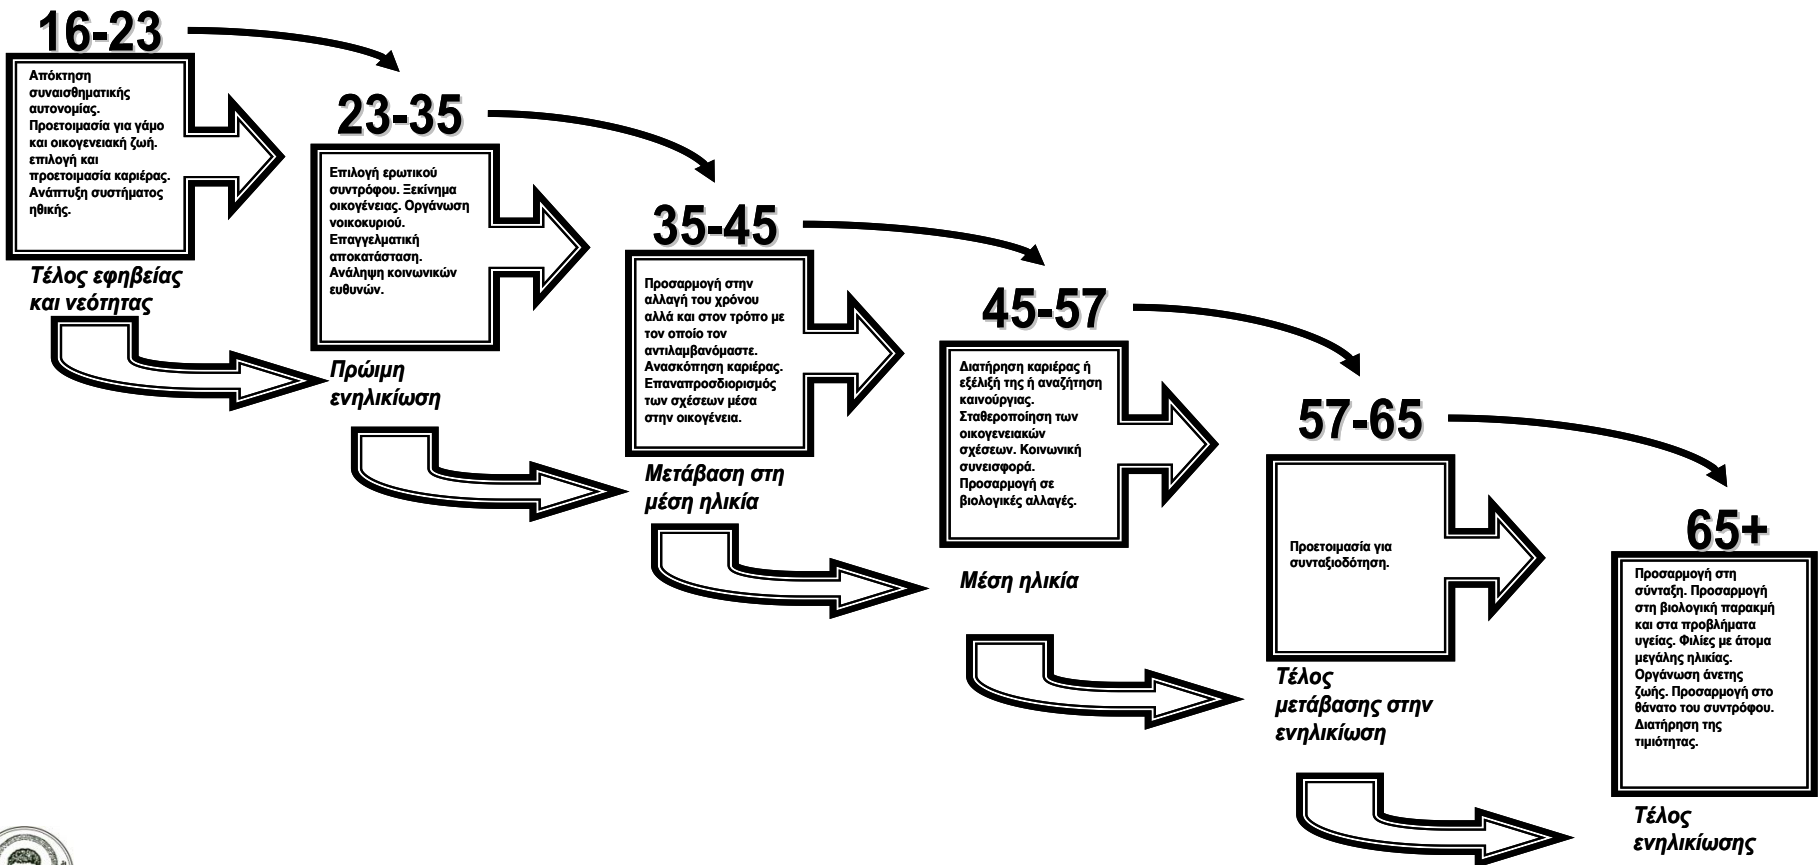 16-23
Απόκτηση
συναισθηματικής
αυτονομίας.
Προετοιμασία για γάμο
και οικογενειακή ζωή.
επιλογή και
προετοιμασία καριέρας.
Ανάπτυξη συστήματος
ηθικής.
Τέλος εφηβείας
και νεότητας
23-35
Επιλογή ερωτικού
συντρόφου. Ξεκίνημα
οικογένειας. Οργάνωση
νοικοκυριού.
Επαγγελματική
αποκατάσταση.
Ανάληψη κοινωνικών
ευθυνών.
Πρώιμη
ενηλικίωση
35-45
Προσαρμογή στην
αλλαγή του χρόνου
αλλά και στον τρόπο με
τον οποίο τον
αντιλαμβανόμαστε.
Ανασκόπηση καριέρας.
Επαναπροσδιορισμός
των σχέσεων μέσα
στην οικογένεια.
Μετάβαση στη
μέση ηλικία
45-57
Διατήρηση καριέρας ή
εξέλιξή της ή αναζήτηση
καινούργιας.
Σταθεροποίηση των
οικογενειακών
σχέσεων. Κοινωνική
συνεισφορά.
Προσαρμογή σε
βιολογικές αλλαγές.
Μέση ηλικία
57-65
Προετοιμασία για
συνταξιοδότηση.
Τέλος
μετάβασης στην
ενηλικίωση
65+
Προσαρμογή στη
σύνταξη. Προσαρμογή
στη βιολογική παρακμή
και στα προβλήματα
υγείας. Φιλίες με άτομα
μεγάλης ηλικίας.
Οργάνωση άνετης
ζωής. Προσαρμογή στο
θάνατο του συντρόφου.
Διατήρηση της
τιμιότητας.
Τέλος
ενηλικίωσης